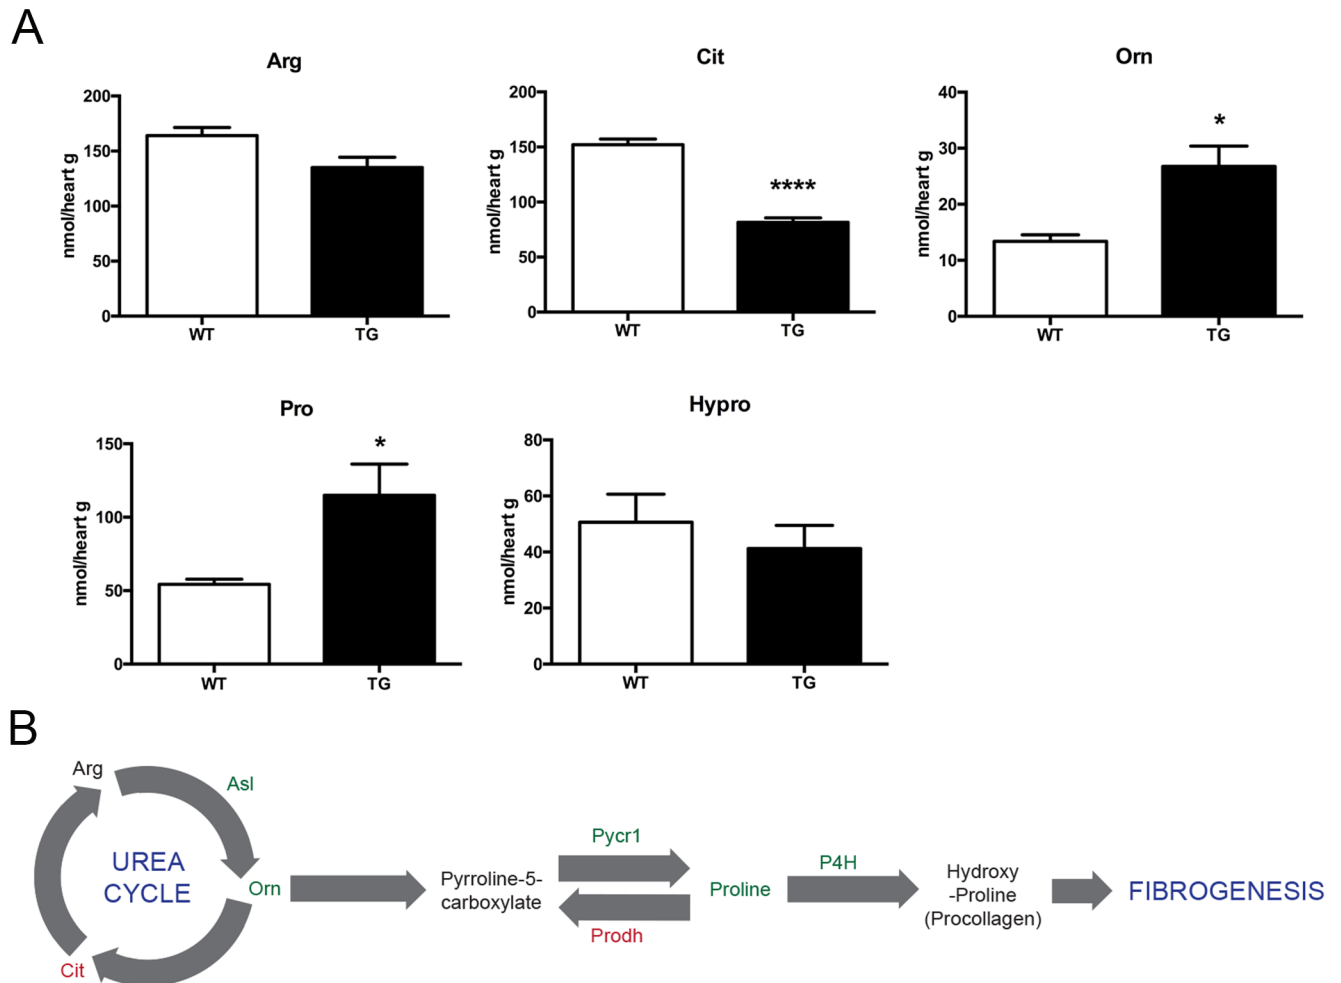 A
Arg
Cit
Orn
200
150
100
50
0
nmol/heart g
WT
TG
200
150
100
50
0
nmol/heart g
****
WT
TG
40
30
20
10
0
nmol/heart g
*
WT
TG
Pro
Hypro
150
100
50
0
nmol/heart g
*
WT
TG
80
60
40
20
0
nmol/heart g
WT
TG
B
Arg
Asl
UREA
CYCLE
Orn
Cit
Pyrroline-5-
carboxylate
Pycr1
Prodh
Proline
P4H
Hydroxy
-Proline
(Procollagen)
FIBROGENESIS